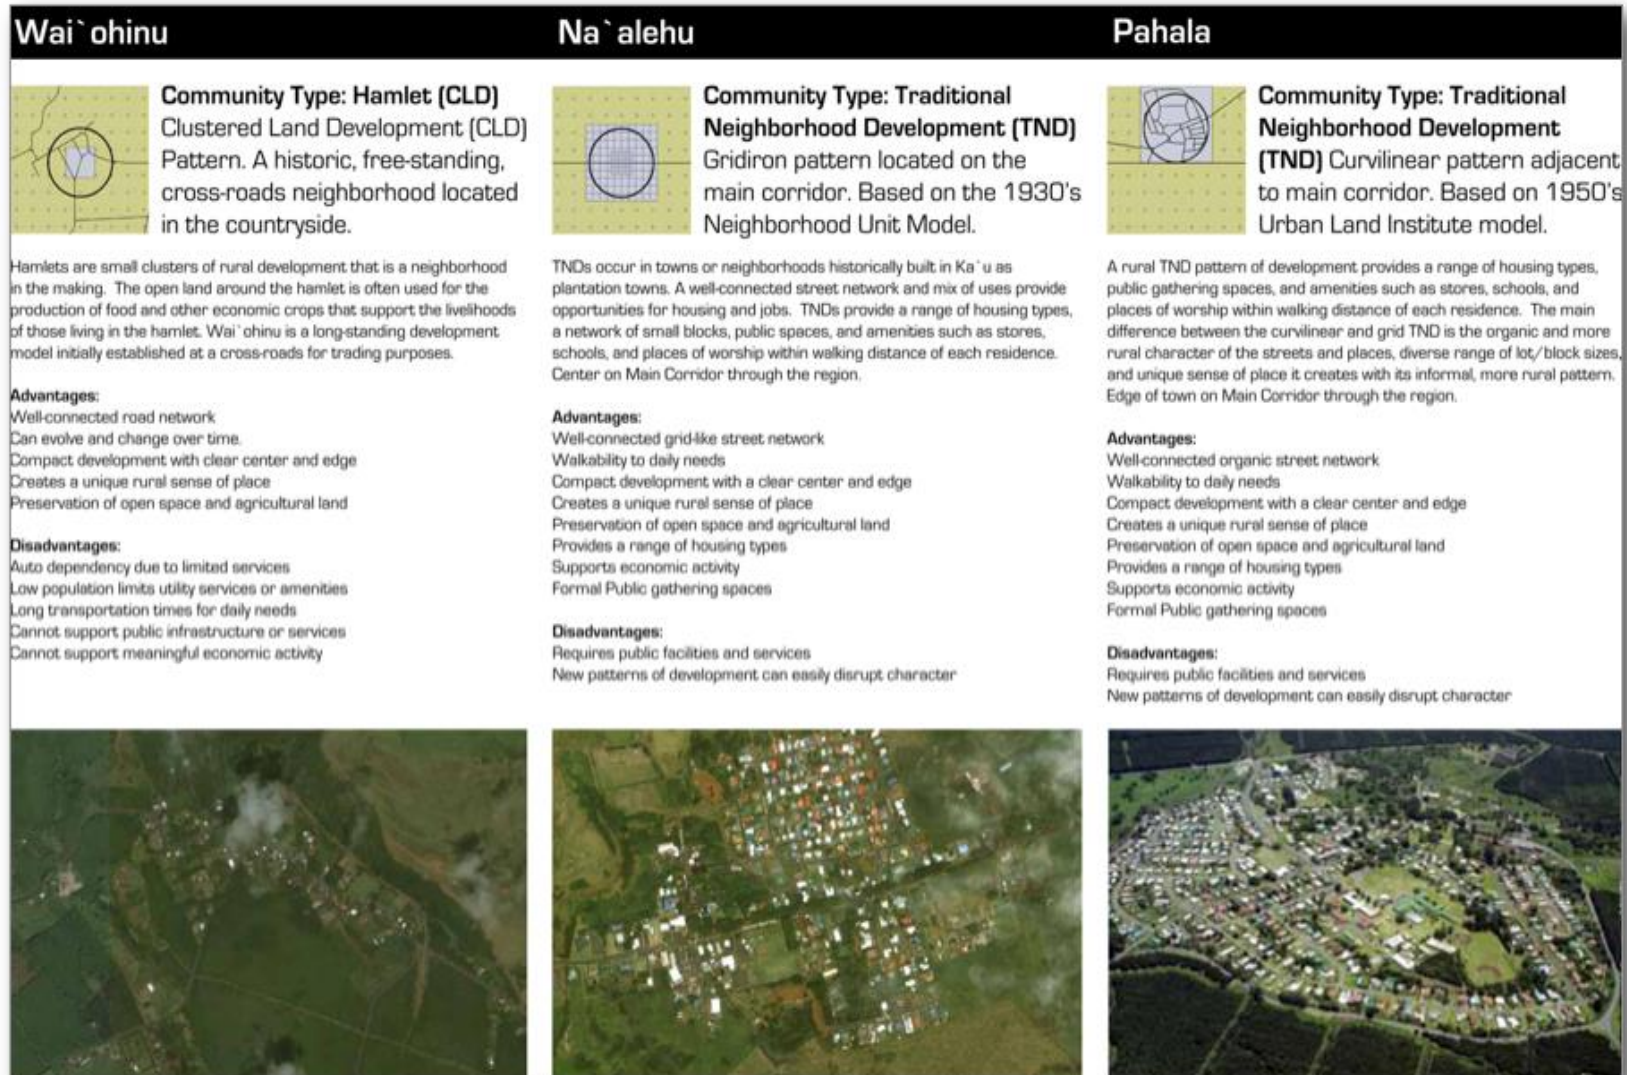 Wai`ohinu
Community Type: Hamlet (CLD)
Clustered Land Development (CLD)
Pattern. A historic, free-standing,
cross-roads neighborhood located
in the countryside.
Hamlets are small clusters of rural development that is a neighborhood
in the making. The open land around the hamlet is often used for the
production of food and other economic crops that support the livelihoods
of those living in the hamlet. Wai`ohinu is a long-standing development
model initially established at a cross-roads for trading purposes.
Advantages:
Well-connected road network
Can evolve and change over time.
Compact development with clear center and edge
Creates a unique rural sense of place
Preservation of open space and agricultural land
Disadvantages:
Auto dependency due to limited services
Low population limits utility services or amenities
Long transportation times for daily needs
Cannot support public infrastructure or services
Cannot support meaningful economic activity
Na`alehu
Community Type: Traditional
Neighborhood Development (TND)
Gridiron pattern located on the
main corridor. Based on the 1930's
Neighborhood Unit Model.
TNDs occur in towns or neighborhoods historically built in Ka`u as
plantation towns. A well-connected street network and mix of uses provide
opportunities for housing and jobs. TNDs provide a range of housing types,
a network of small blocks, public spaces, and amenities such as stores,
schools, and places of worship within walking distance of each residence.
Center on Main Corridor through the region.
Advantages:
Well-connected grid-like street network
Walkability to daily needs
Compact development with a clear center and edge
Creates a unique rural sense of place
Preservation of open space and agricultural land
Provides a range of housing types
Supports economic activity
Formal Public gathering spaces
Disadvantages:
Requires public facilities and services
New patterns of development can easily disrupt character
Pahala
Community Type: Traditional
Neighborhood Development
(TND) Curvilinear pattern adjacent
to main corridor. Based on 1950's
Urban Land Institute model.
A rural TND pattern of development provides a range of housing types,
public gathering spaces, and amenities such as stores, schools, and
places of worship within walking distance of each residence. The main
difference between the curvilinear and grid TND is the organic and more
rural character of the streets and places, diverse range of lot/block sizes,
and unique sense of place it creates with its informal, more rural pattern.
Edge of town on Main Corridor through the region.
Advantages:
Well-connected organic street network
Walkability to daily needs
Compact development with a clear center and edge
Creates a unique rural sense of place
Preservation of open space and agricultural land
Provides a range of housing types
Supports economic activity
Formal Public gathering spaces
Disadvantages:
Requires public facilities and services
New patterns of development can easily disrupt character